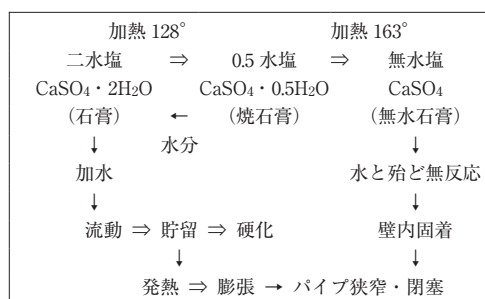 加熱 128° 加熱 163°
二水塩 ⇒ 0.5 水塩 ⇒ 無水塩
CaSO4・2H2O CaSO4・0.5H2O CaSO4
（石膏） ← （焼石膏） （無水石膏）
↓ 水分 ↓
加水 水と殆ど無反応
↓ ↓
流動 ⇒ 貯留 ⇒ 硬化 壁内固着
↓ ↓
発熱 ⇒ 膨張 → パイプ狭窄・閉塞